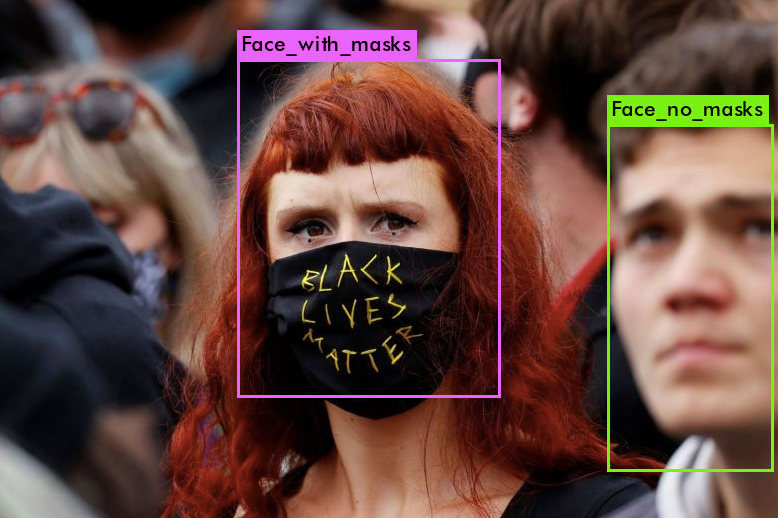 Face_with_masks
Face_no_masks
BLACK
LIVES
MATTER